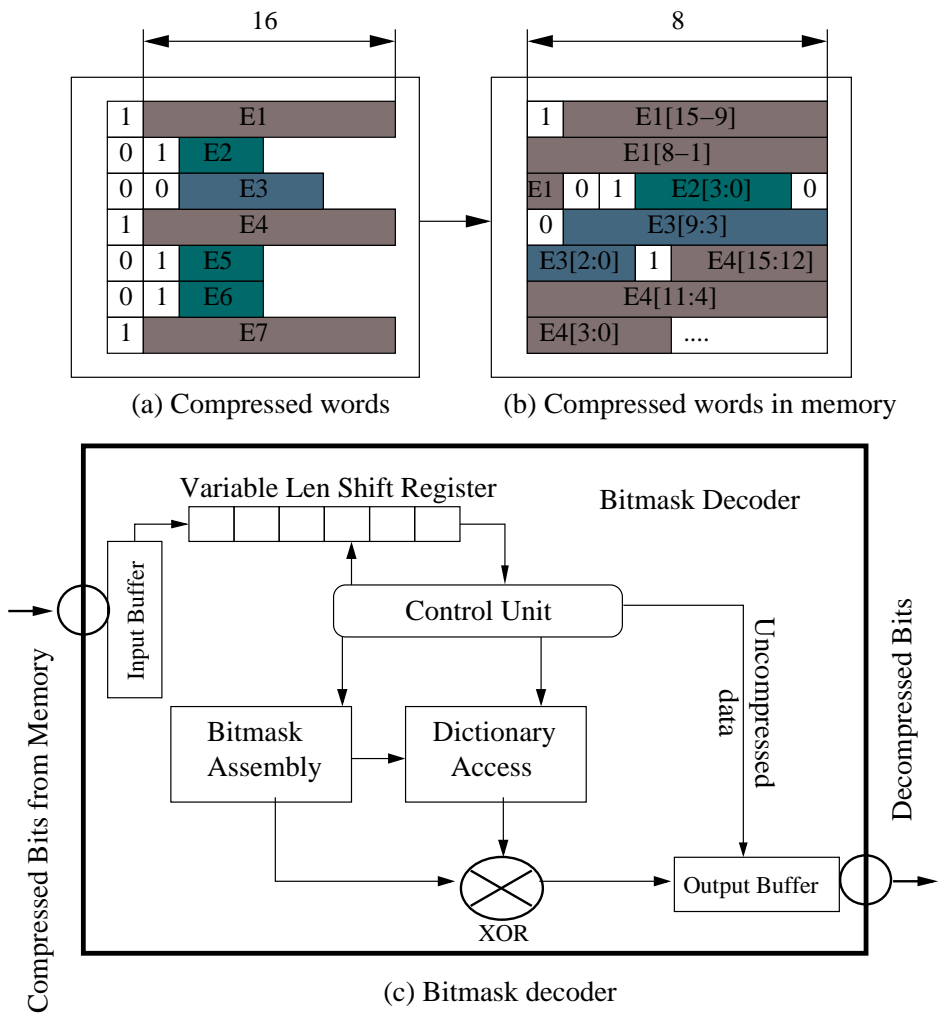 16
1 E1
0 1 E2
0 0 E3
1 E4
0 1 E5
0 1 E6
1 E7
(a) Compressed words
8
1 E1[15−9]
E1[8−1]
E1 0 1 E2[3:0] 0
0 E3[9:3]
E3[2:0] 1 E4[15:12]
E4[11:4]
E4[3:0] ....
(b) Compressed words in memory
Variable Len Shift Register
Bitmask Decoder
Input Buffer
Control Unit
Compressed Bits from Memory
Bitmask
Assembly
Dictionary
Access
Uncompressed
data
Decompressed Bits
Output Buffer
XOR
(c) Bitmask decoder